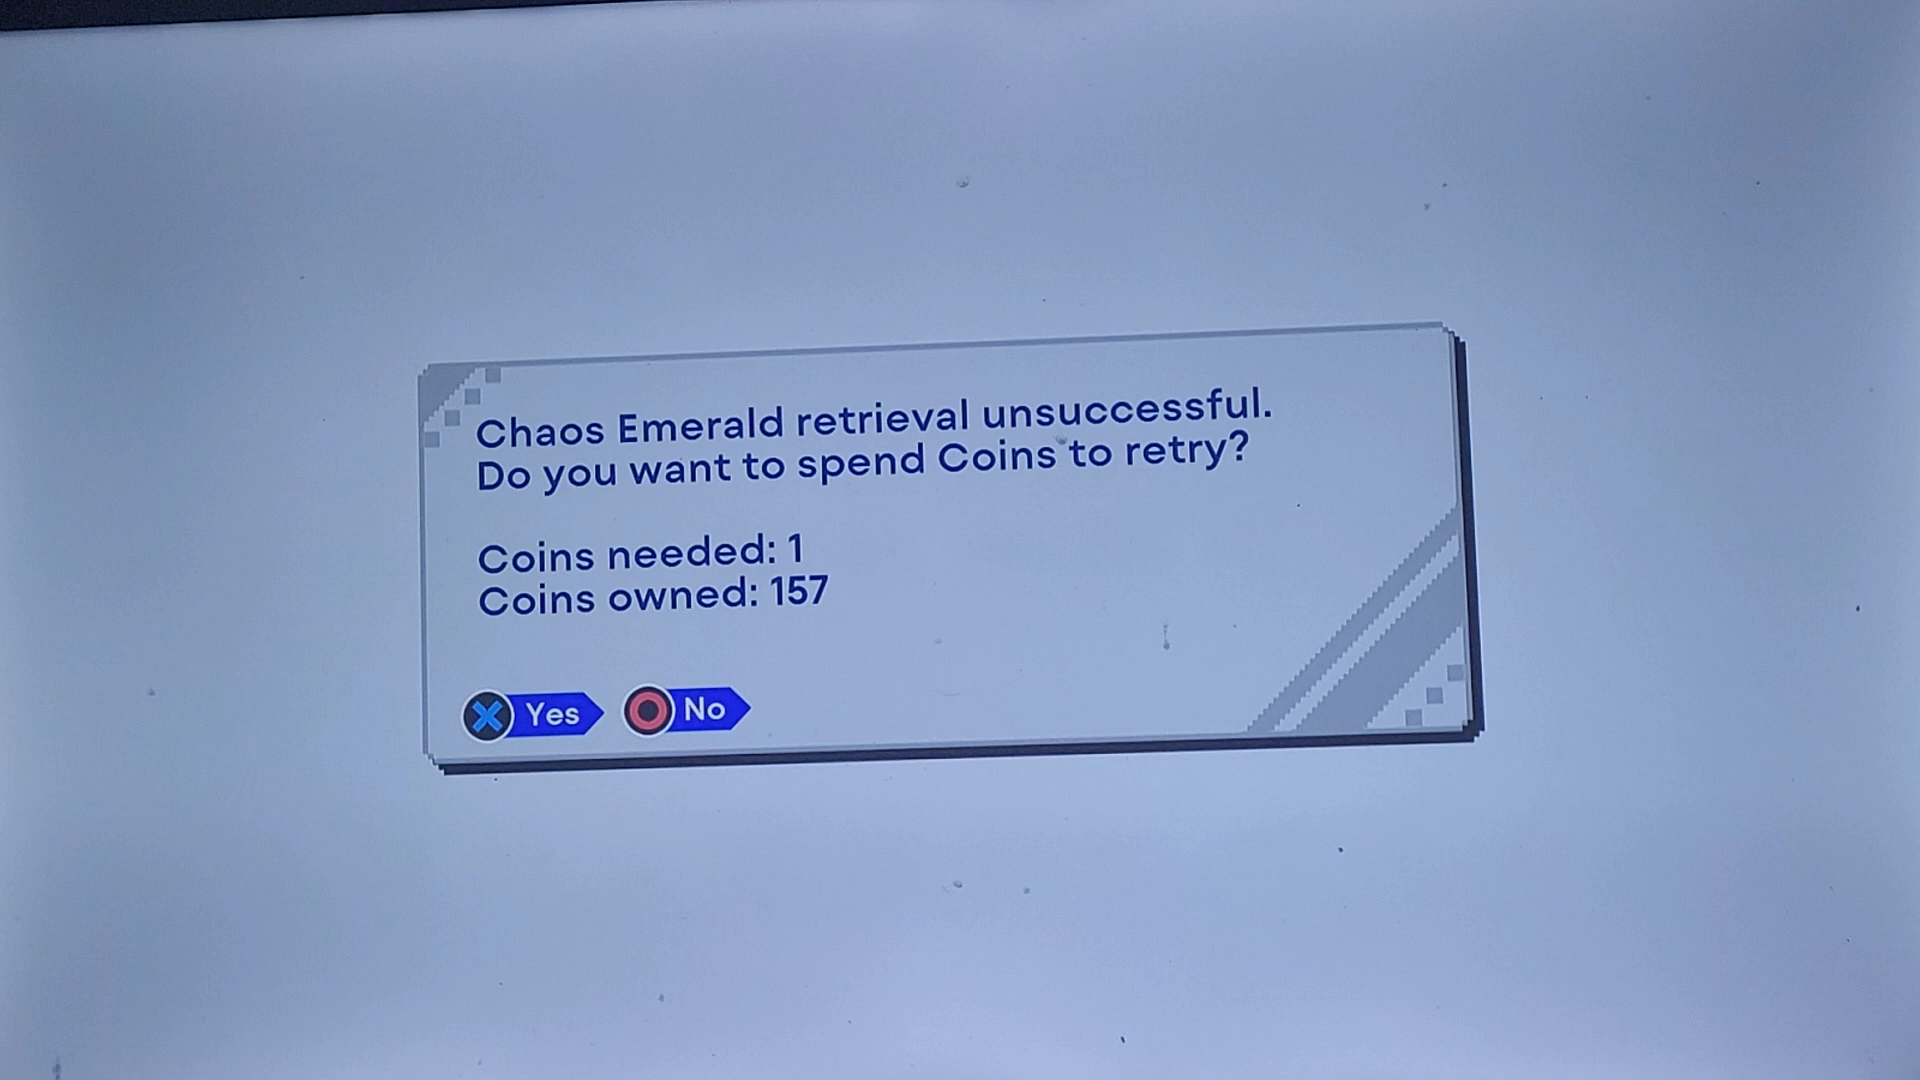 Chaos Emerald retrieval unsuccessful.
Do you want to spend Coins to retry?
Coins needed: 1
Coins owned: 157
Yes No